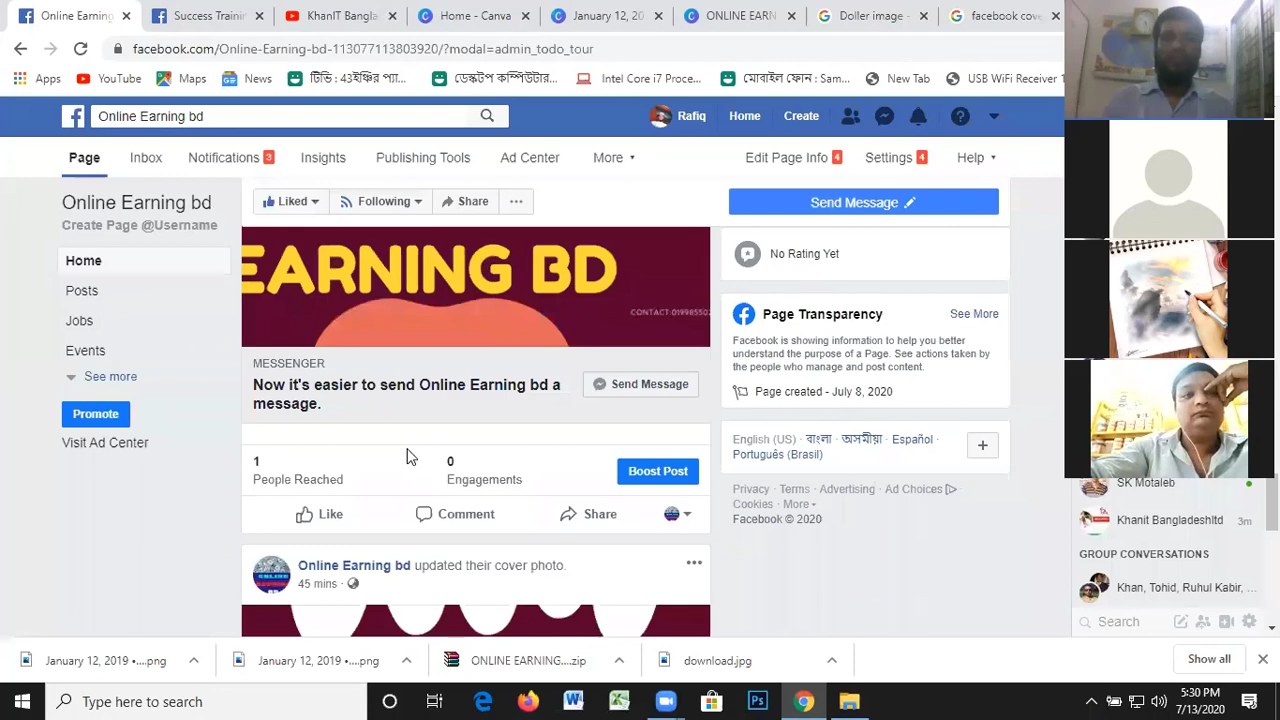 Online Earning
Success Trainin
KhanIT Banglad
Home - Canva
January 12, 20
ONLINE EARN
Doller image -
facebook cove
facebook.com/Online-Earning-bd-113077113803920/?modal=admin_todo_tour
Apps
YouTube
Maps
News
টিভি : 43ইঞ্চির প্যা...
ডেস্কটপ কম্পিউটার...
Intel Core i7 Proce...
মোবাইল ফোন : Sam...
New Tab
USB WiFi Receiver 1
Online Earning bd
Rafiq
Home
Create
Page
Inbox
Notifications 3
Insights
Publishing Tools
Ad Center
More
Edit Page Info 4
Settings 4
Help
Online Earning bd
Create Page @Username
Home
Posts
Jobs
Events
See more
Promote
Visit Ad Center
Liked
Following
Share
Send Message
EARNING BD
CONTACT:01998550
MESSENGER
Now it's easier to send Online Earning bd a
message.
Send Message
1
People Reached
0
Engagements
Boost Post
Like
Comment
Share
Online Earning bd updated their cover photo.
45 mins ·
No Rating Yet
Page Transparency
See More
Facebook is showing information to help you better
understand the purpose of a Page. See actions taken by
the people who manage and post content.
Page created - July 8, 2020
English (US) · বাংলা · অসমীয়া · Español ·
Português (Brasil)
Privacy · Terms · Advertising · Ad Choices ·
Cookies · More
Facebook © 2020
SK Motaleb
Khanit Bangladeshltd 3m
GROUP CONVERSATIONS
Khan, Tohid, Ruhul Kabir, ...
Search
January 12, 2019 •....png
January 12, 2019 •....png
ONLINE EARNING....zip
download.jpg
Show all
Type here to search
5:30 PM
7/13/2020